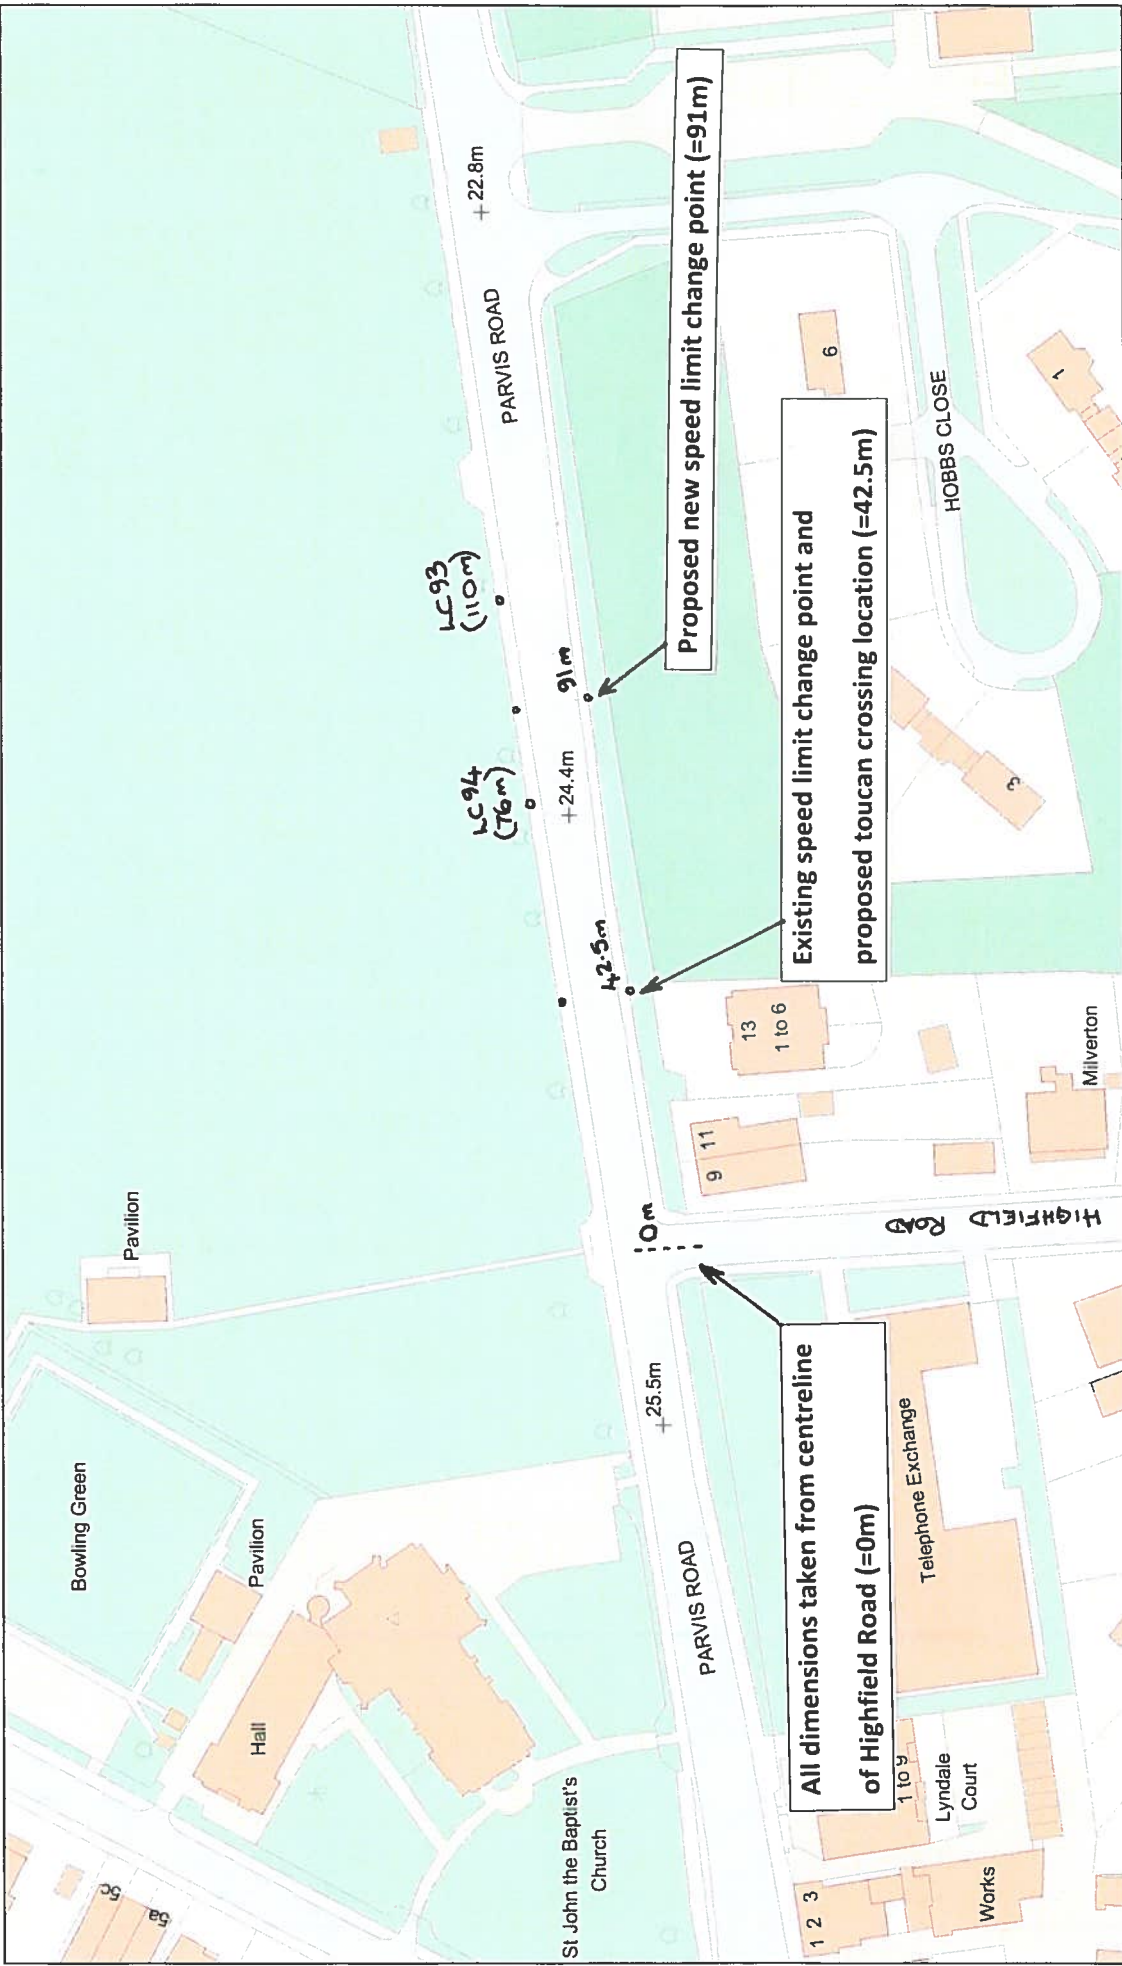 Bowling Green
Pavilion
Pavilion
Hall
St John the Baptist's
Church
5c
5a
PARVIS ROAD
+25.5m
0m
42.5m
LC94
(76m)
+24.4m
91m
LC93
(110m)
PARVIS ROAD
+22.8m
All dimensions taken from centreline
of Highfield Road (=0m)
Existing speed limit change point and
proposed toucan crossing location (=42.5m)
Proposed new speed limit change point (=91m)
1 2 3
Works
1 to 9
Lyndale
Court
Telephone Exchange
HIGHFIELD
RD
9 11
13
1 to 6
Milverton
3
HOBBS CLOSE
6
1